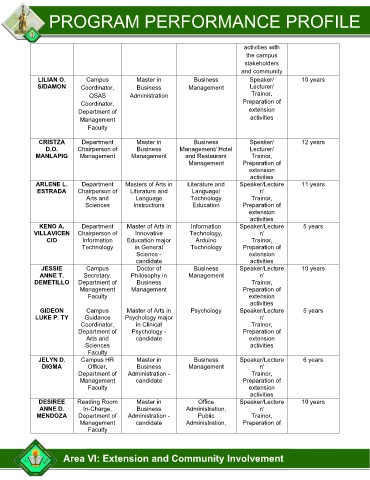 PROGRAM PERFORMANCE PROFILE
activities with
the campus
stakeholders
and community
LILIAN O. SIDAMON
Campus Coordinator, OSAS Coordinator, Department of Management Faculty
Master in Business Administration
Business Management
Speaker/ Lecturer/ Trainor, Preparation of extension activities
10 years
CRISTZA D.O. MANLAPIG
Department Chairperson of Management
Master in Business Management
Business Management/ Hotel and Restaurant Management
Speaker/ Lecturer/ Trainor, Preparation of extension activities
12 years
ARLENE L. ESTRADA
Department Chairperson of Arts and Sciences
Masters of Arts in Literature and Language Instructions
Literature and Language/ Technology Education
Speaker/Lecture r/ Trainor, Preparation of extension activities
11 years
KENO A. VILLAVICEN CIO
Department Chairperson of Information Technology
Master of Arts in Innovative Education major in General Science - candidate
Information Technology, Arduino Technology
Speaker/Lecture r/ Trainor, Preparation of extension activities
5 years
JESSIE ANNE T. DEMETILLO
Campus Secretary, Department of Management Faculty
Doctor of Philosophy in Business Management
Business Management
Speaker/Lecture r/ Trainor, Preparation of extension activities
10 years
GIDEON LUKE P. TY
Campus Guidance Coordinator, Department of Arts and Sciences Faculty
Master of Arts in Psychology major in Clinical Psychology - candidate
Psychology
Speaker/Lecture r/ Trainor, Preparation of extension activities
5 years
JELYN D. DIGMA
Campus HR Officer, Department of Management Faculty
Master in Business Administration - candidate
Business Management
Speaker/Lecture r/ Trainor, Preparation of extension activities
6 years
DESIREE ANNE D. MENDOZA
Reading Room In-Charge, Department of Management Faculty
Master in Business Administration - candidate
Office Administration, Public Administration,
Speaker/Lecture r/ Trainor, Preparation of
10 years
Area VI: Extension and Community Involvement